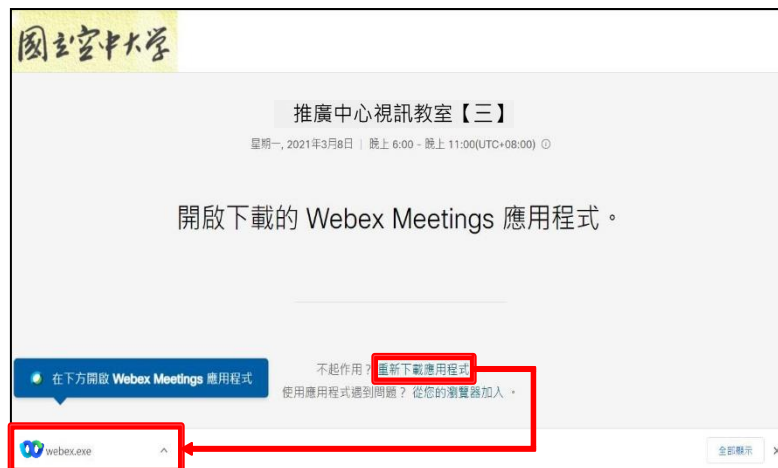 國立空中大學
推廣中心視訊教室【三】
星期一, 2021年3月8日 | 晚上 6:00 - 晚上 11:00(UTC+08:00)
開啟下載的 Webex Meetings 應用程式。
不起作用？重新下載應用程式
在下方開啟 Webex Meetings 應用程式
使用應用程式遇到問題？ 從您的瀏覽器加入 。
webex.exe
全部顯示